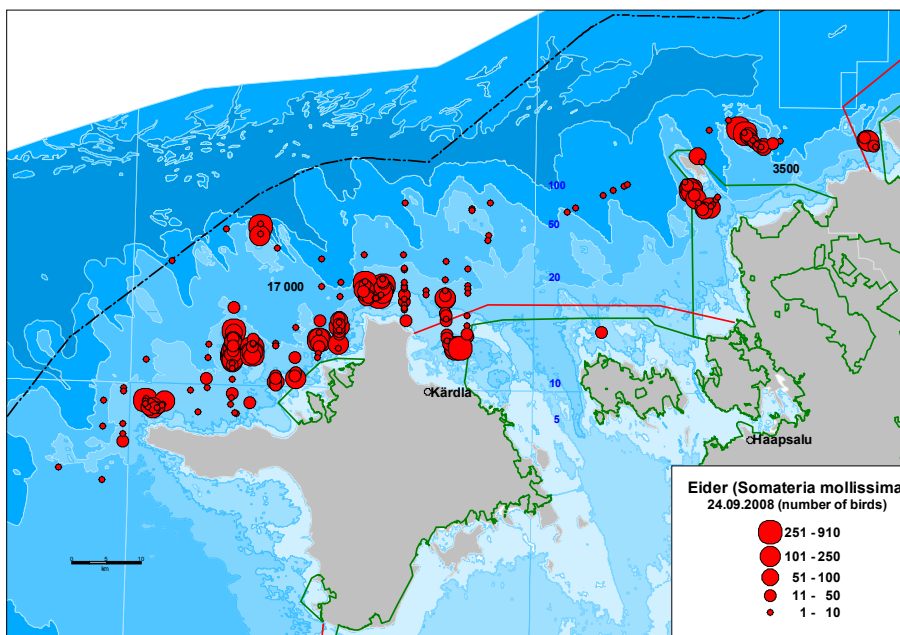 100
3500
50
20
17 000
10
Kärdla
5
Haapsalu
0 5 10
km
Eider (Somateria mollissima
24.09.2008 (number of birds)
251 - 910
101 - 250
51 - 100
11 - 50
1 - 10